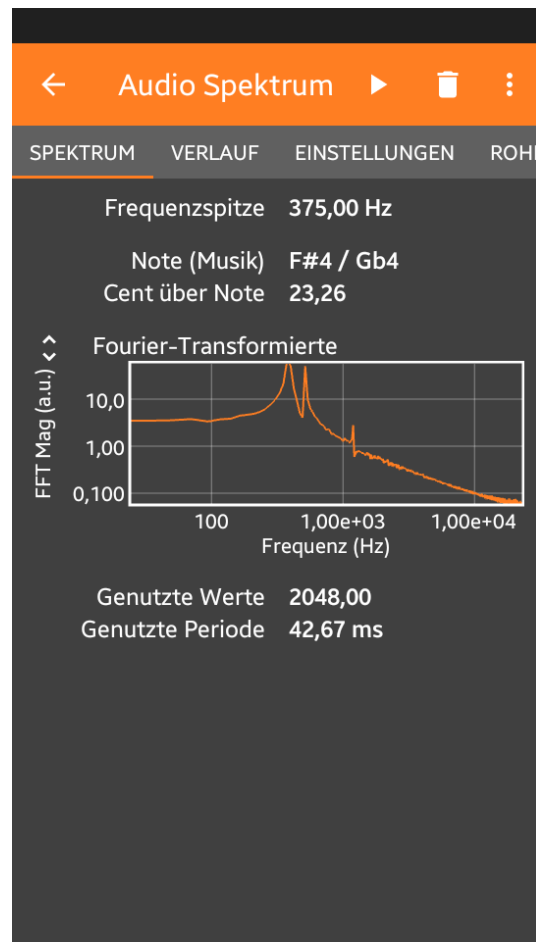 Audio Spektrum
SPEKTRUM VERLAUF EINSTELLUNGEN ROH
Frequenzspitze 375,00 Hz
Note (Musik) F#4 / Gb4
Cent über Note 23,26
Fourier-Transformierte
FFT Mag (a.u.)
10,0
1,00
0,100
100 1,00e+03 1,00e+04
Frequenz (Hz)
Genutzte Werte 2048,00
Genutzte Periode 42,67 ms